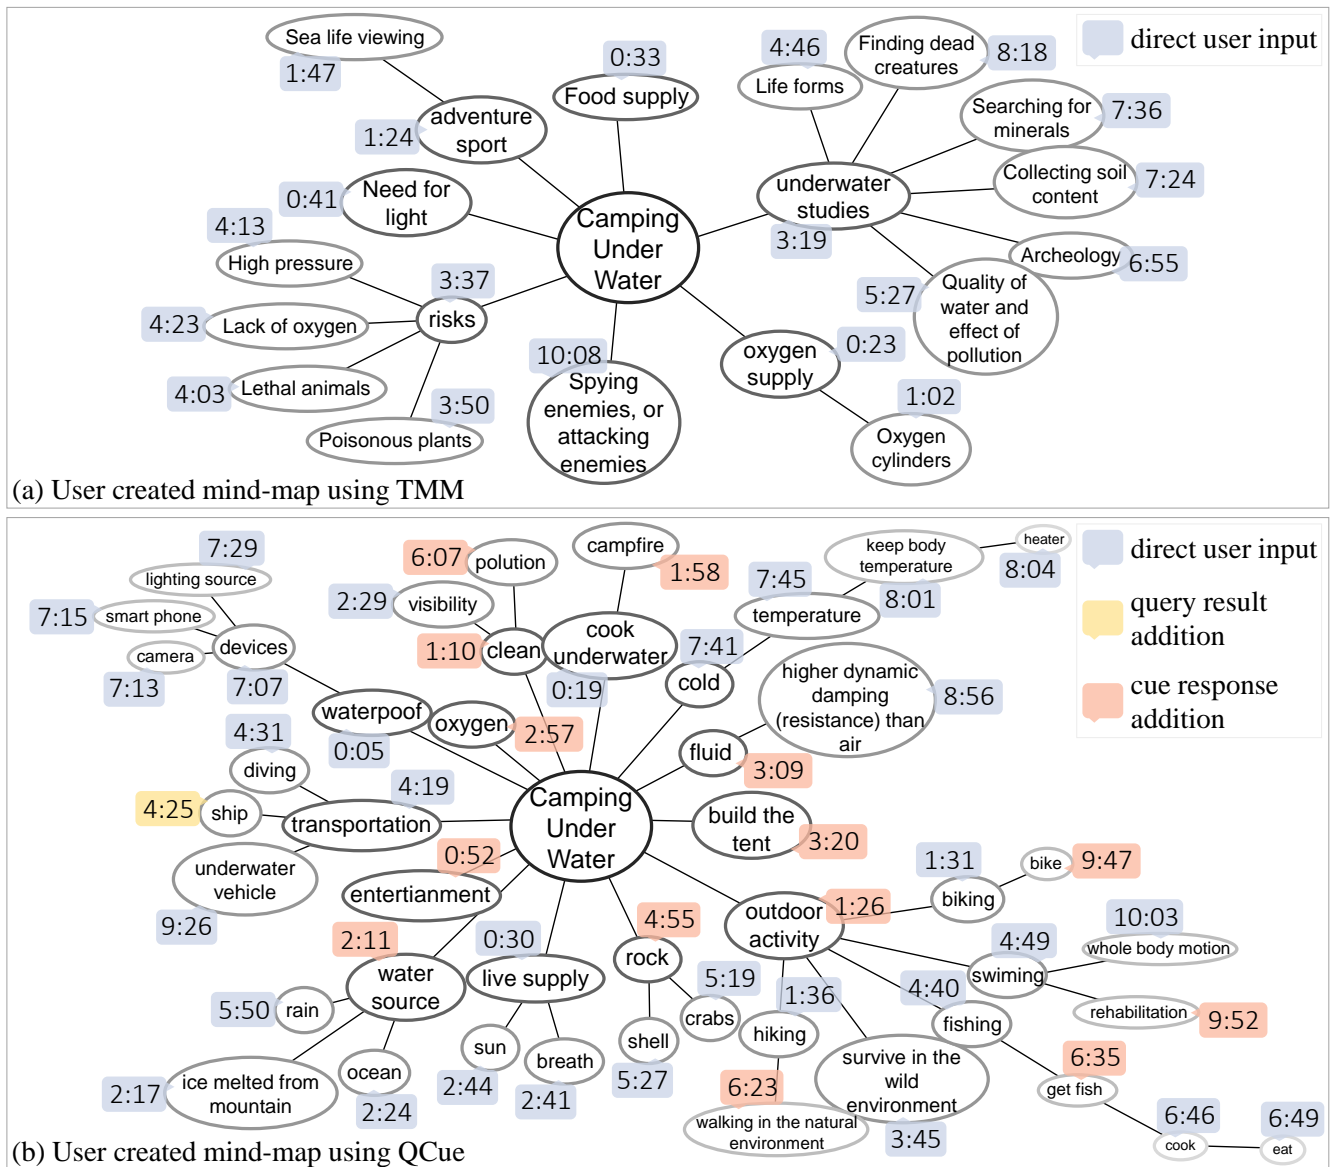 Sea life viewing
1:47
adventure
sport
1:24
0:33
Food supply
4:46
Life forms
Finding dead
creatures
8:18
direct user input
Searching for
minerals
7:36
Collecting soil
content
7:24
underwater
studies
3:19
Archeology
6:55
Quality of
water and
effect of
pollution
5:27
Need for
light
0:41
Camping
Under
Water
4:13
High pressure
3:37
risks
4:23
Lack of oxygen
4:03
Lethal animals
3:50
Poisonous plants
10:08
Spying
enemies, or
attacking
enemies
oxygen
supply
0:23
1:02
Oxygen
cylinders
(a) User created mind-map using TMM
7:29
lighting source
7:15
smart phone
camera
7:13
devices
7:07
waterpoof
0:05
6:07
polution
2:29
visibility
1:10
clean
campfire
1:58
cook
underwater
0:19
oxygen
2:57
7:41
cold
7:45
temperature
keep body
temperature
8:01
heater
8:04
direct user input
query result
addition
cue response
addition
higher dynamic
damping
(resistance) than
air
8:56
fluid
3:09
build the
tent
3:20
Camping
Under
Water
4:31
diving
4:25
ship
4:19
transportation
underwater
vehicle
9:26
0:52
entertianment
2:11
water
source
5:50
rain
2:17
ice melted from
mountain
ocean
2:24
0:30
live supply
sun
2:44
breath
2:41
4:55
rock
5:19
crabs
shell
5:27
outdoor
activity
1:26
1:31
biking
bike
9:47
4:49
swiming
10:03
whole body motion
rehabilitation
9:52
4:40
fishing
6:35
get fish
6:46
cook
6:49
eat
1:36
hiking
6:23
walking in the natural
environment
survive in the
wild
environment
3:45
(b) User created mind-map using QCue